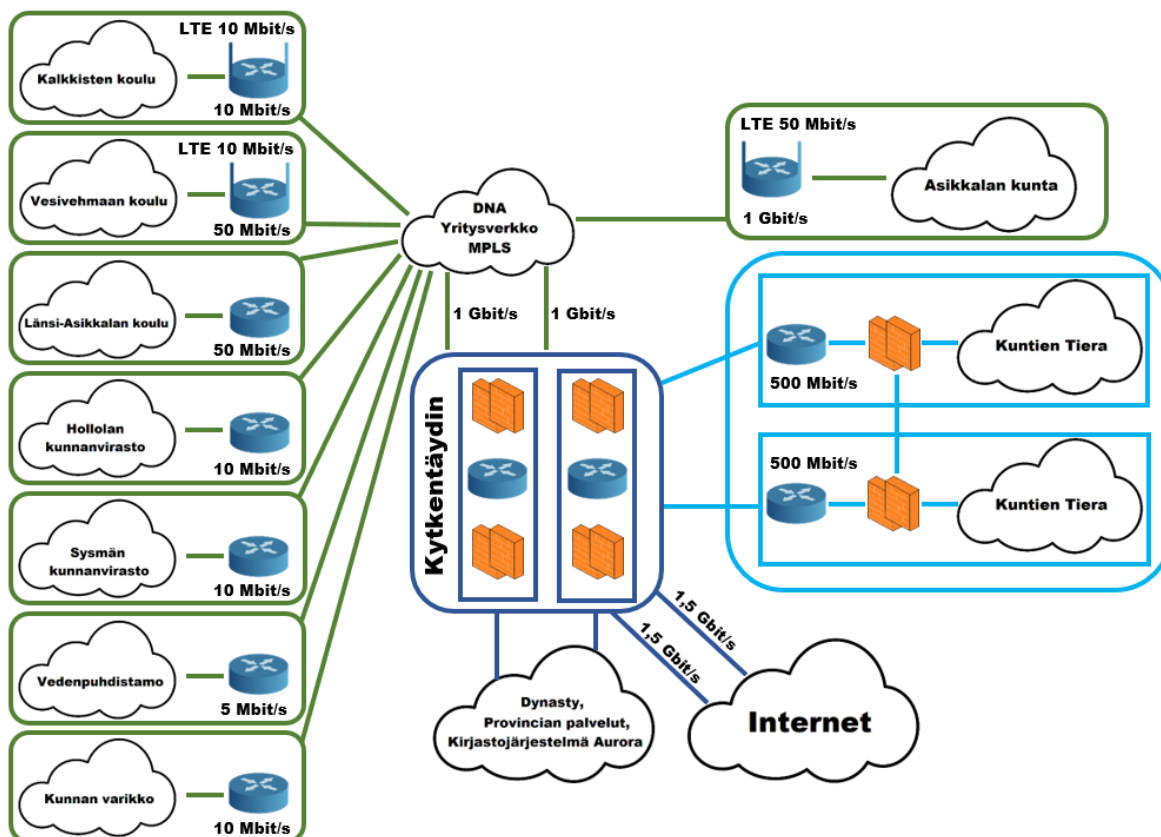 LTE 10 Mbit/s
Kalkkisten koulu
10 Mbit/s
LTE 10 Mbit/s
Vesivehmaan koulu
50 Mbit/s
Länsi-Asikkalan koulu
50 Mbit/s
Hollolan
kunnanvirasto
10 Mbit/s
Sysmän
kunnanvirasto
10 Mbit/s
Vedenpuhdistamo
5 Mbit/s
Kunnan varikko
10 Mbit/s
DNA
Yritysverkko
MPLS
1 Gbit/s
1 Gbit/s
LTE 50 Mbit/s
Asikkalan kunta
1 Gbit/s
Kytkentäydin
Kuntien Tiera
500 Mbit/s
500 Mbit/s
Kuntien Tiera
1,5 Gbit/s
1,5 Gbit/s
Dynasty,
Provincian palvelut,
Kirjastojärjestelmä Aurora
Internet